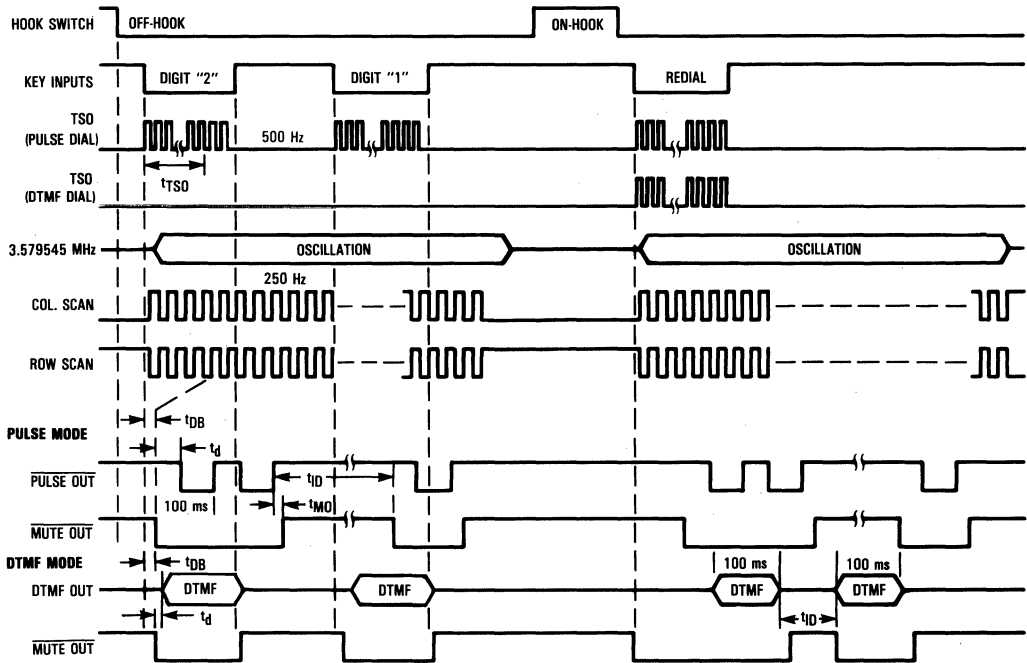 HOOK SWITCH OFF-HOOK ON-HOOK
KEY INPUTS DIGIT "2" DIGIT "1" REDIAL
TSO
(PULSE DIAL) 500 Hz
tTSO
TSO
(DTMF DIAL)
3.579545 MHz OSCILLATION OSCILLATION
250 Hz
COL. SCAN
ROW SCAN
tDB
PULSE MODE
td
PULSE OUT tID
100 ms tMO
MUTE OUT
DTMF MODE tDB 100 ms 100 ms
DTMF OUT DTMF DTMF DTMF DTMF
td tID
MUTE OUT